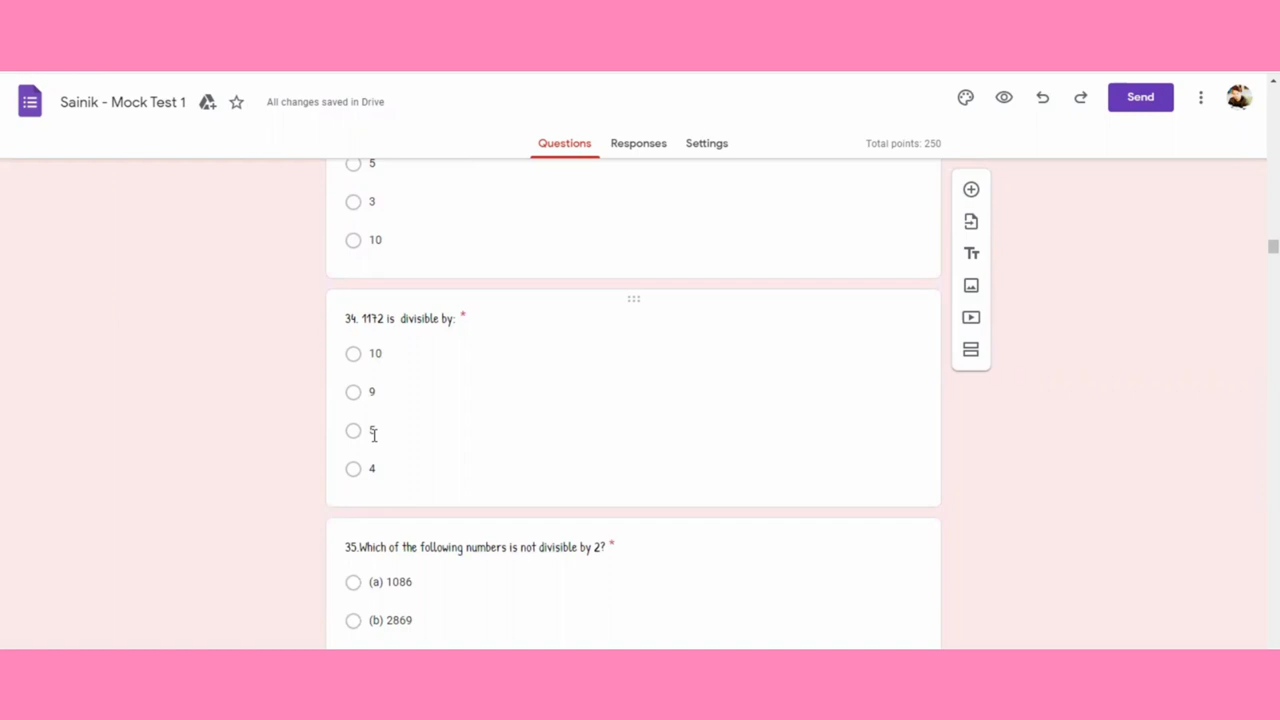 Sainik - Mock Test 1
All changes saved in Drive
Send
Questions
Responses
Settings
Total points: 250
5
3
10
34. 1172 is divisible by: *
10
9
5
4
35.Which of the following numbers is not divisible by 2? *
(a) 1086
(b) 2869